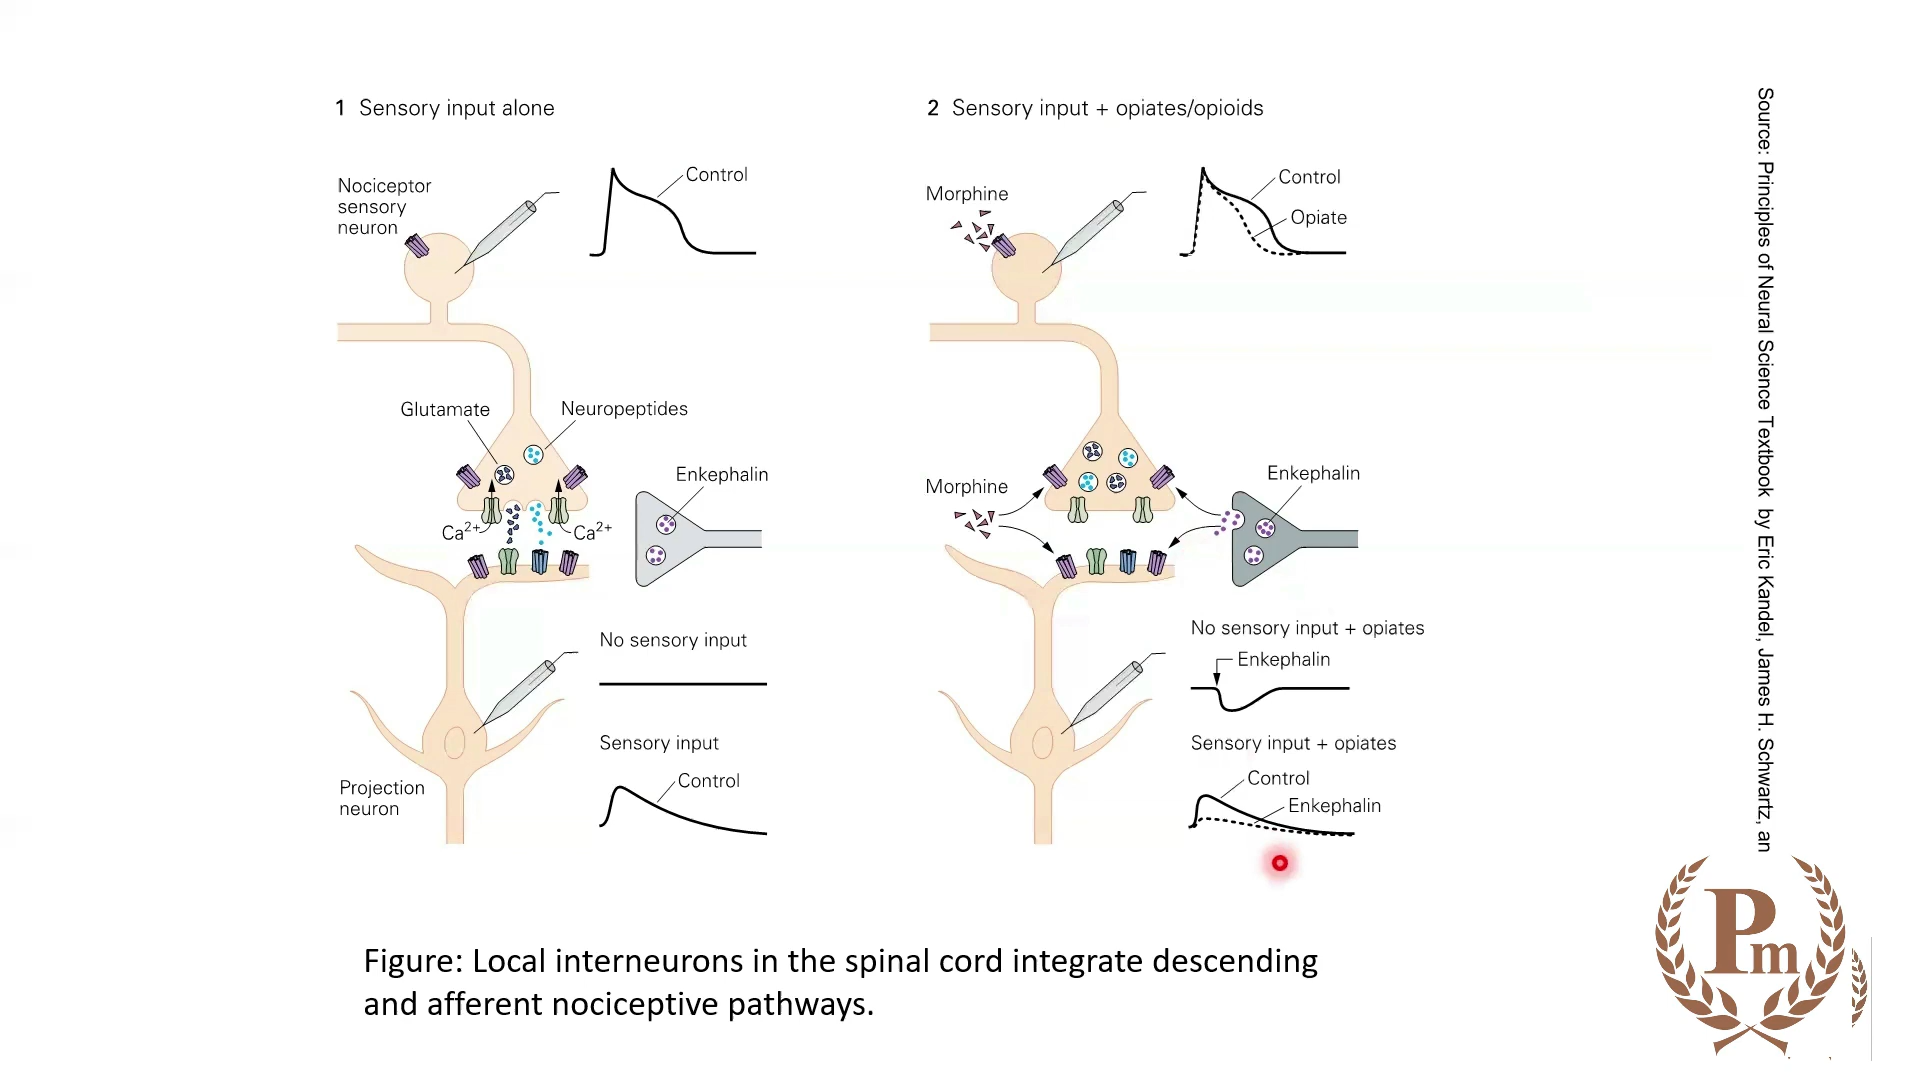 1 Sensory input alone
Nociceptor
sensory
neuron
Control
Glutamate
Neuropeptides
Enkephalin
Ca2+
Ca2+
No sensory input
Sensory input
Control
Projection
neuron
2 Sensory input + opiates/opioids
Morphine
Control
Opiate
Morphine
Enkephalin
No sensory input + opiates
Enkephalin
Sensory input + opiates
Control
Enkephalin
Figure: Local interneurons in the spinal cord integrate descending
and afferent nociceptive pathways.
Source: Principles of Neural Science Textbook by Eric Kandel, James H. Schwartz, an
Pm